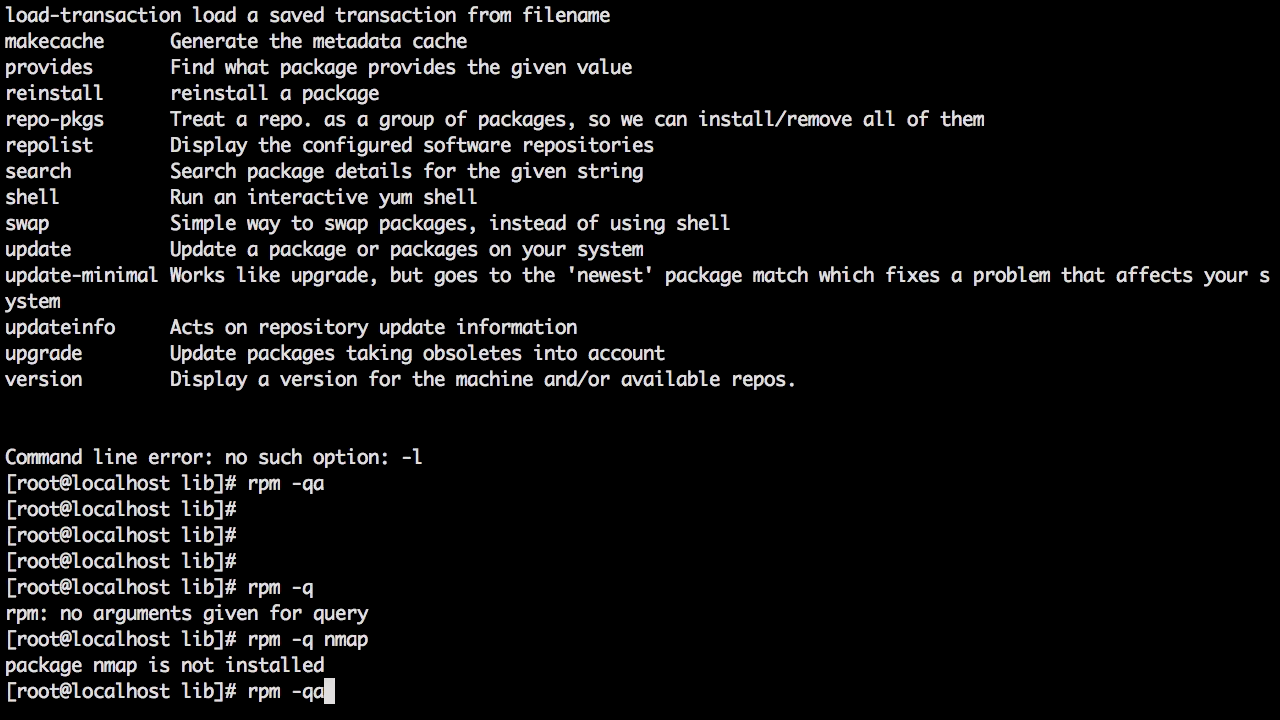 load-transaction load a saved transaction from filename
makecache      Generate the metadata cache
provides       Find what package provides the given value
reinstall      reinstall a package
repo-pkgs      Treat a repo. as a group of packages, so we can install/remove all of them
repolist       Display the configured software repositories
search         Search package details for the given string
shell          Run an interactive yum shell
swap           Simple way to swap packages, instead of using shell
update         Update a package or packages on your system
update-minimal Works like upgrade, but goes to the 'newest' package match which fixes a problem that affects your s
ystem
updateinfo     Acts on repository update information
upgrade        Update packages taking obsoletes into account
version        Display a version for the machine and/or available repos.
Command line error: no such option: -l
[root@localhost lib]# rpm -qa
[root@localhost lib]#
[root@localhost lib]#
[root@localhost lib]#
[root@localhost lib]# rpm -q
rpm: no arguments given for query
[root@localhost lib]# rpm -q nmap
package nmap is not installed
[root@localhost lib]# rpm -qa